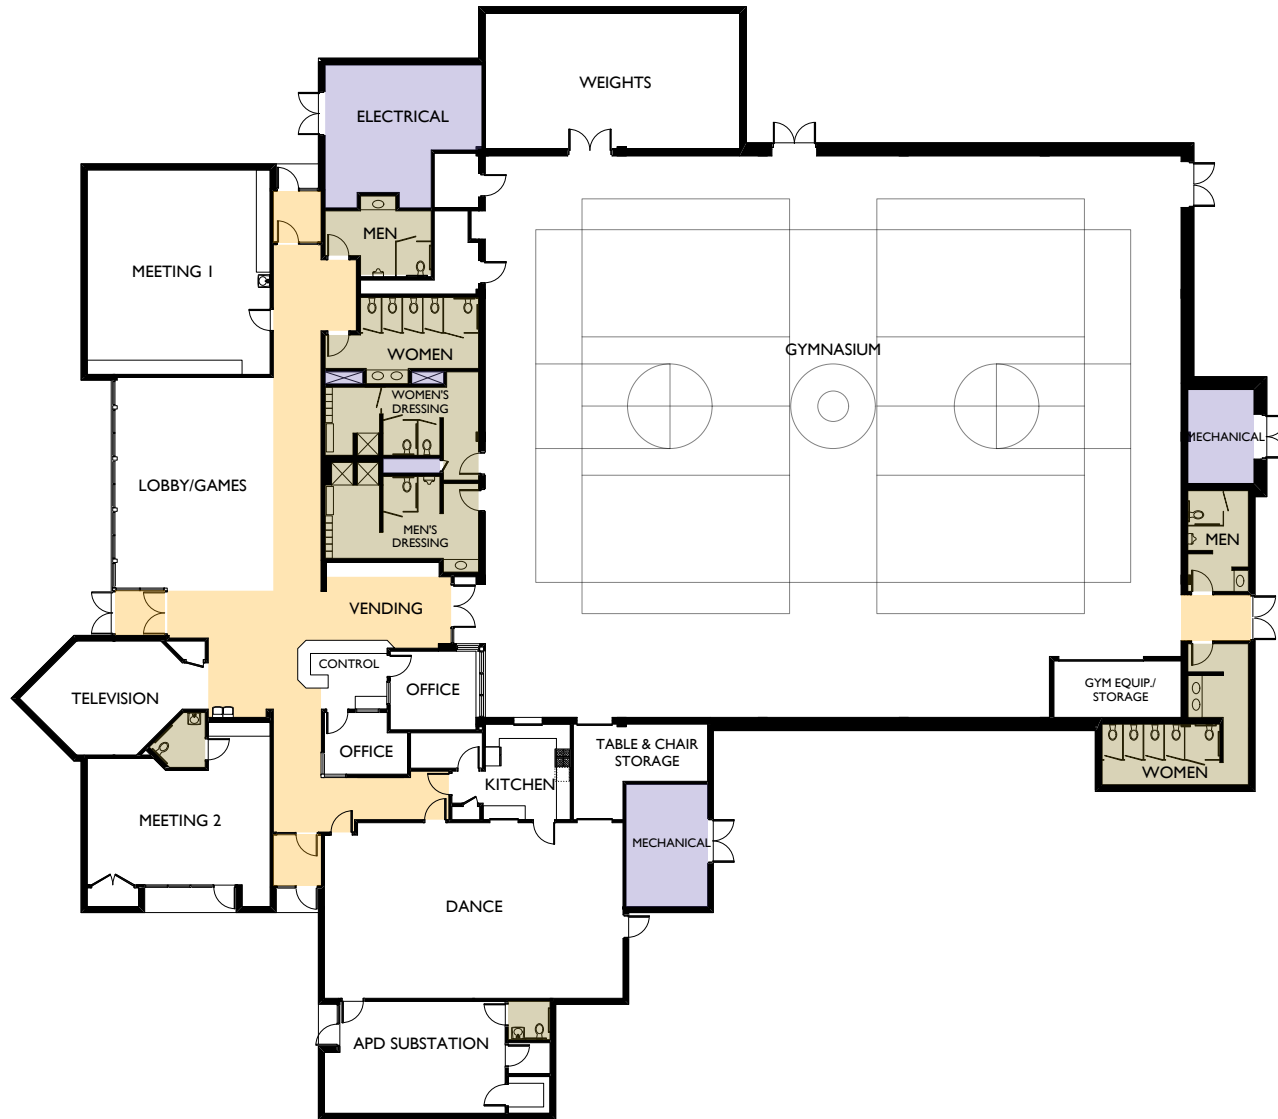 WEIGHTS
ELECTRICAL
MEN
MEETING 1
GYMNASIUM
WOMEN
WOMEN'S
DRESSING
MECHANICAL
LOBBY/GAMES
MEN'S
DRESSING
MEN
VENDING
CONTROL
TELEVISION
OFFICE
GYM EQUIP./
STORAGE
OFFICE
TABLE & CHAIR
STORAGE
WOMEN
KITCHEN
MEETING 2
MECHANICAL
DANCE
APD SUBSTATION